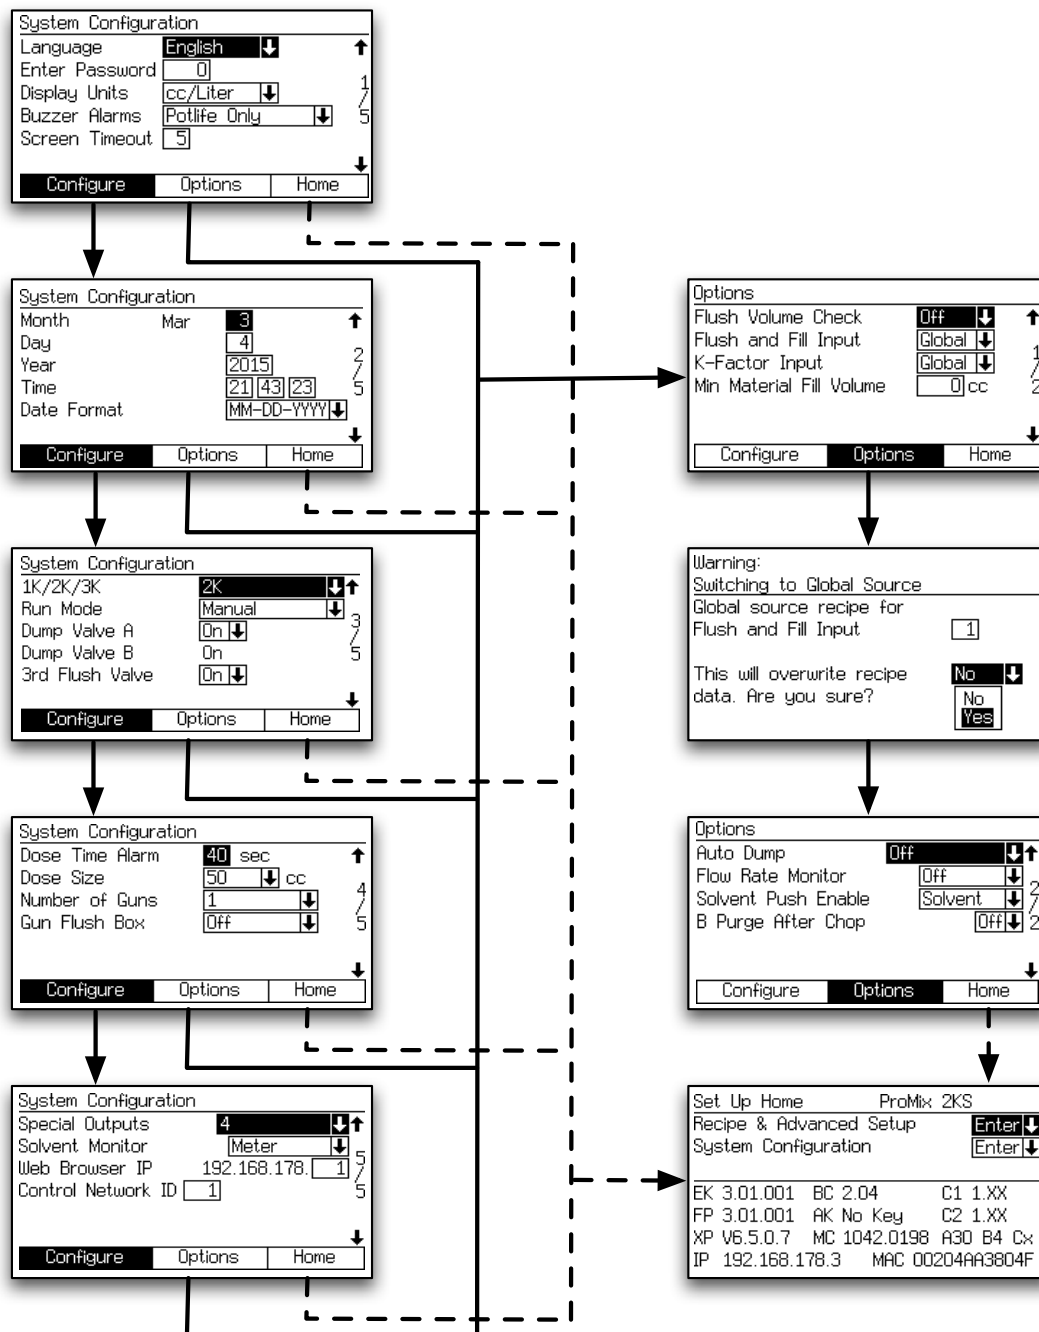 System Configuration
Language English
Enter Password 0
Display Units cc/Liter
Buzzer Alarms Potlife Only
Screen Timeout 5
1/5
Configure Options Home
System Configuration
Month Mar 3
Day 4
Year 2015
Time 21 43 23
Date Format MM-DD-YYYY
2/5
Configure Options Home
System Configuration
1K/2K/3K 2K
Run Mode Manual
Dump Valve A On
Dump Valve B On
3rd Flush Valve On
3/5
Configure Options Home
System Configuration
Dose Time Alarm 40 sec
Dose Size 50 cc
Number of Guns 1
Gun Flush Box Off
4/5
Configure Options Home
System Configuration
Special Outputs 4
Solvent Monitor Meter
Web Browser IP 192.168.178. 1
Control Network ID 1
5/5
Configure Options Home
Options
Flush Volume Check Off
Flush and Fill Input Global
K-Factor Input Global
Min Material Fill Volume 0 cc
1/2
Configure Options Home
Warning:
Switching to Global Source
Global source recipe for
Flush and Fill Input 1
This will overwrite recipe No
data. Are you sure? No
Yes
Options
Auto Dump Off
Flow Rate Monitor Off
Solvent Push Enable Solvent
B Purge After Chop Off
2/2
Configure Options Home
Set Up Home ProMix 2KS
Recipe & Advanced Setup Enter
System Configuration Enter
EK 3.01.001 BC 2.04 C1 1.XX
FP 3.01.001 AK No Key C2 1.XX
XP V6.5.0.7 MC 1042.0198 A30 B4 Cx
IP 192.168.178.3 MAC 00204AA3804F